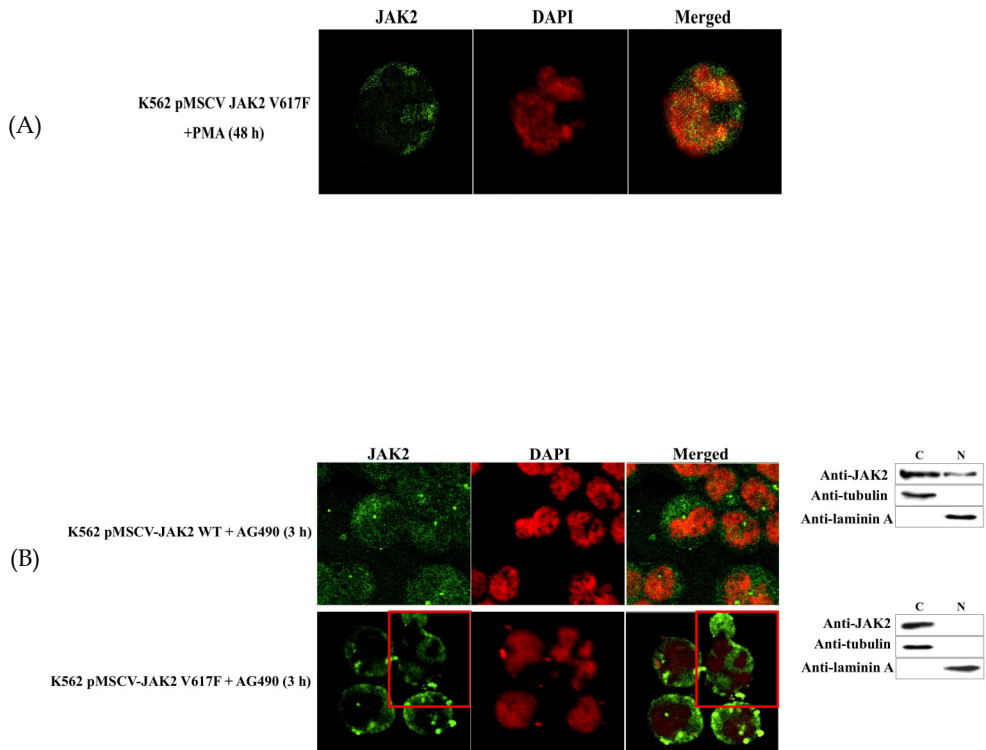 JAK2 DAPI Merged
K562 pMSCV JAK2 V617F
+PMA (48 h)
(A)
JAK2 DAPI Merged
C N
Anti-JAK2
Anti-tubulin
Anti-laminin A
K562 pMSCV-JAK2 WT + AG490 (3 h)
(B)
C N
Anti-JAK2
Anti-tubulin
Anti-laminin A
K562 pMSCV-JAK2 V617F + AG490 (3 h)